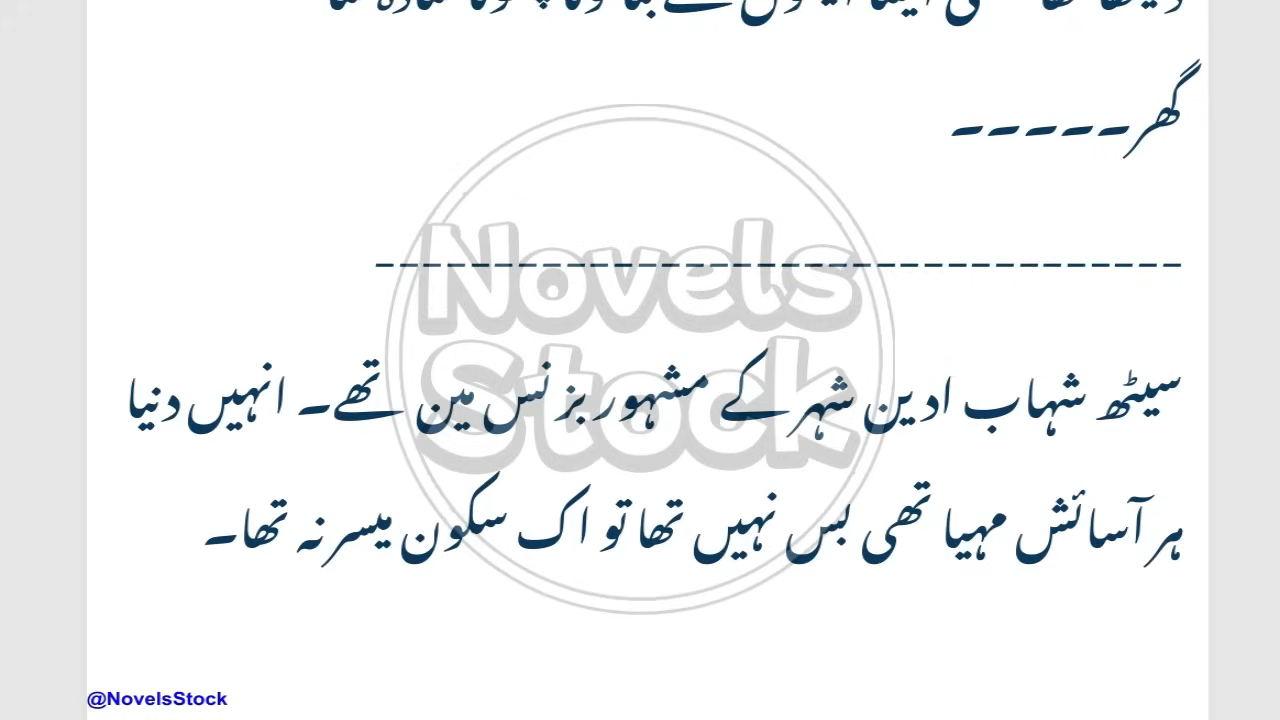 گھر۔۔۔۔۔
----------------------------------
سیٹھ شہاب ادین شہر کے مشہور بزنس مین تھے۔ انہیں دنیا
ہر آسائش مہیا تھی بس نہیں تھا تو اک سکون میسر نہ تھا۔
Novels
Stock
@NovelsStock